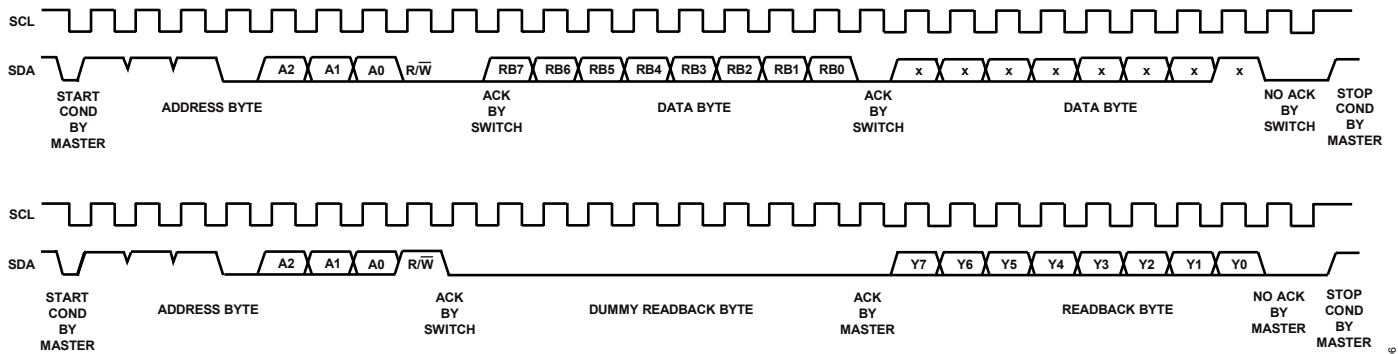 SCL
SDA A2 A1 A0 R/W̅ RB7 RB6 RB5 RB4 RB3 RB2 RB1 RB0 x x x x x x x x
START COND BY MASTER
ADDRESS BYTE
ACK BY SWITCH
DATA BYTE
ACK BY SWITCH
DATA BYTE
NO ACK BY SWITCH
STOP COND BY MASTER
SCL
SDA A2 A1 A0 R/W̅ Y7 Y6 Y5 Y4 Y3 Y2 Y1 Y0
START COND BY MASTER
ADDRESS BYTE
ACK BY SWITCH
DUMMY READBACK BYTE
ACK BY MASTER
READBACK BYTE
NO ACK BY MASTER
STOP COND BY MASTER